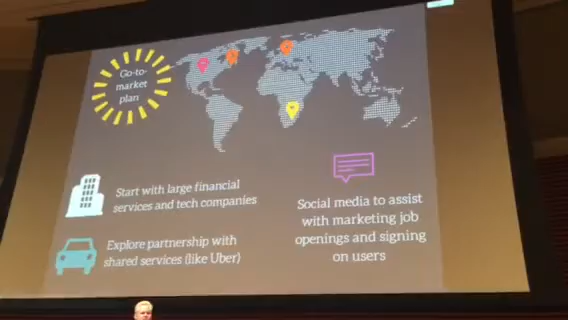 Go-to-
market
plan
Start with large financial
services and tech companies
Explore partnership with
shared services (like Uber)
Social media to assist
with marketing job
openings and signing
on users